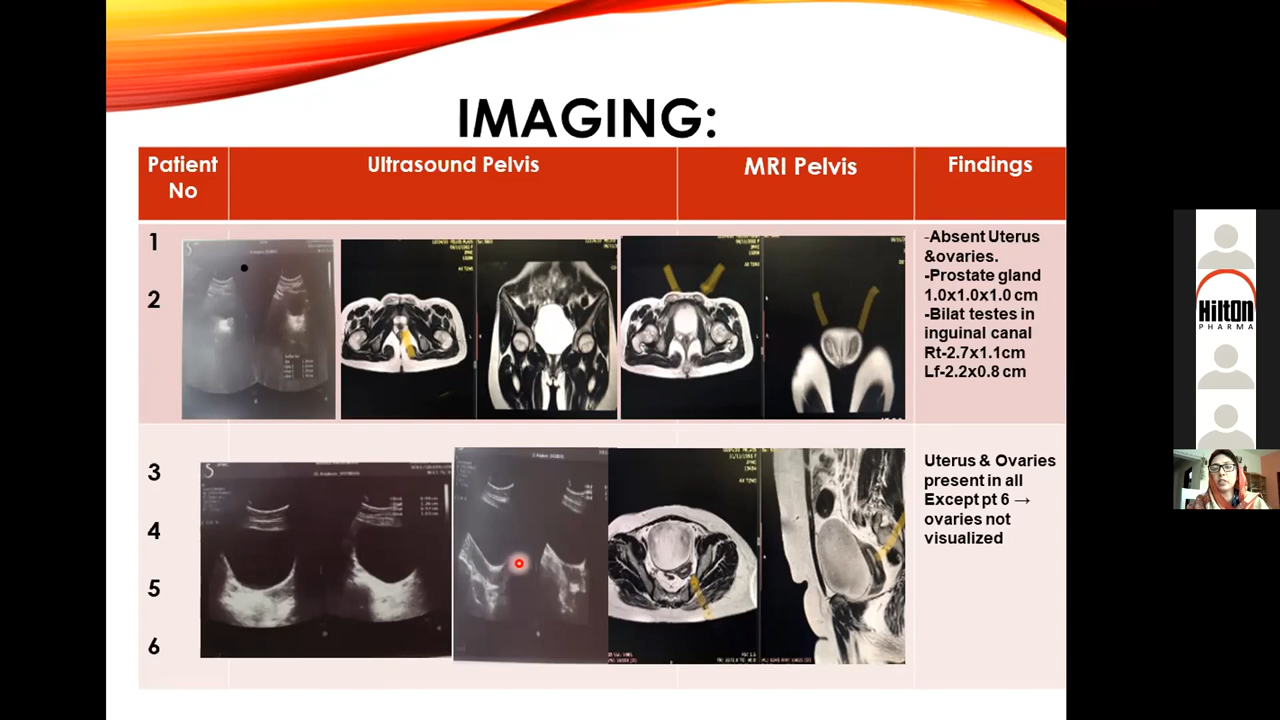 IMAGING:
Patient
No
Ultrasound Pelvis
MRI Pelvis
Findings
1
2
-Absent Uterus
&ovaries.
-Prostate gland
1.0x1.0x1.0 cm
-Bilat testes in
inguinal canal
Rt-2.7x1.1cm
Lf-2.2x0.8 cm
3
4
5
6
Uterus & Ovaries
present in all
Except pt 6 →
ovaries not
visualized
HiltOn
PHARMA